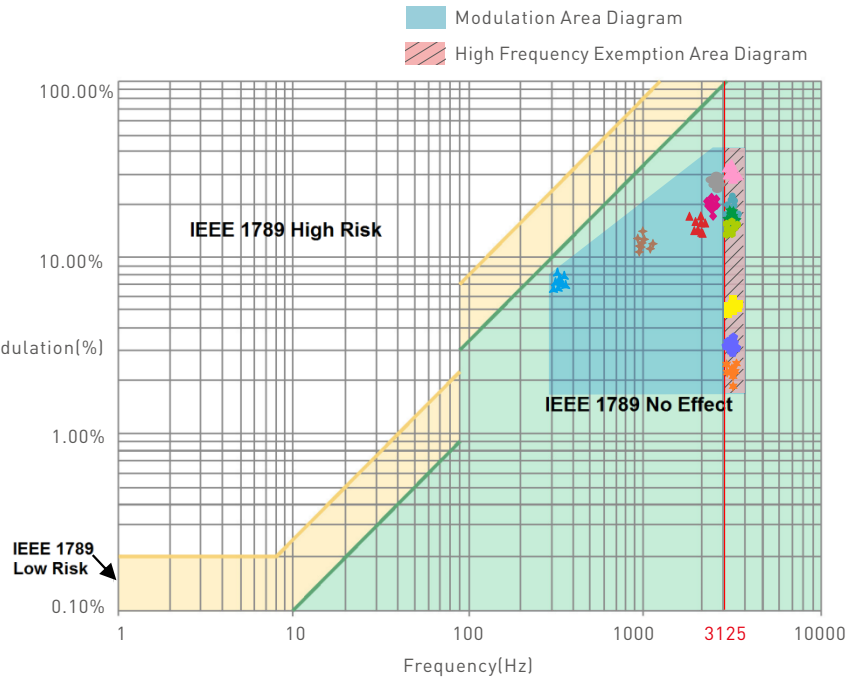 Modulation Area Diagram
High Frequency Exemption Area Diagram
100.00%
IEEE 1789 High Risk
10.00%
dulation(%)
IEEE 1789 No Effect
1.00%
IEEE 1789
Low Risk
0.10%
1 10 100 1000 3125 10000
Frequency(Hz)